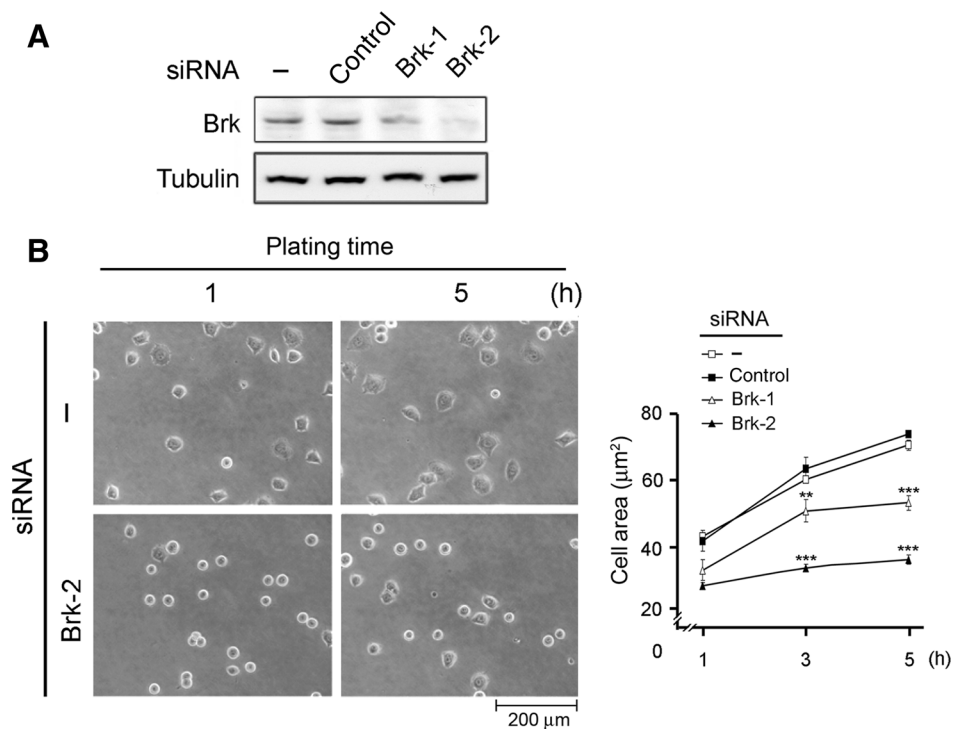 A
siRNA – Control Brk-1 Brk-2
Brk
Tubulin
B
Plating time
1 5 (h)
siRNA
–
Brk-2
200 µm
siRNA
–
Control
Brk-1
Brk-2
Cell area (µm²)
80
60
40
20
0
** ***
*** ***
1 3 5 (h)